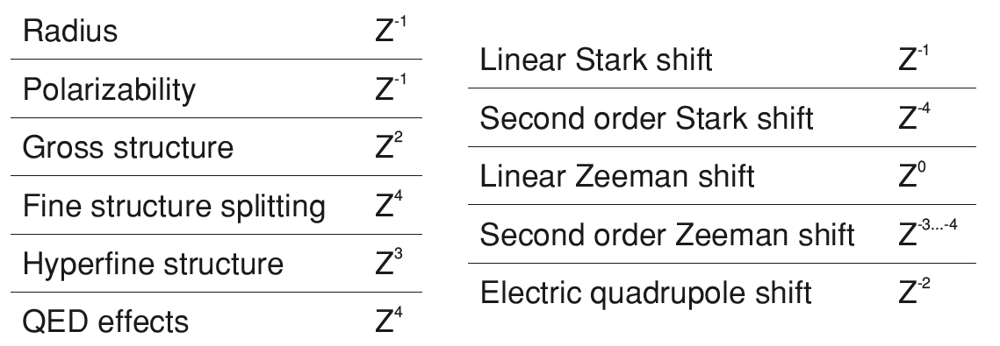 Radius Z⁻¹
Polarizability Z⁻¹
Gross structure Z²
Fine structure splitting Z⁴
Hyperfine structure Z³
QED effects Z⁴
Linear Stark shift Z⁻¹
Second order Stark shift Z⁻⁴
Linear Zeeman shift Z⁰
Second order Zeeman shift Z⁻³···⁻⁴
Electric quadrupole shift Z⁻²